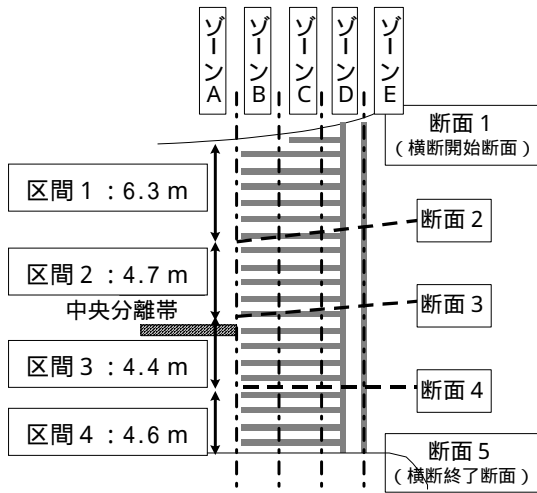 ゾーンA
ゾーンB
ゾーンC
ゾーンD
ゾーンE
断面1
（横断開始断面）
区間1：6.3 m
断面2
区間2：4.7 m
断面3
中央分離帯
区間3：4.4 m
断面4
区間4：4.6 m
断面5
（横断終了断面）